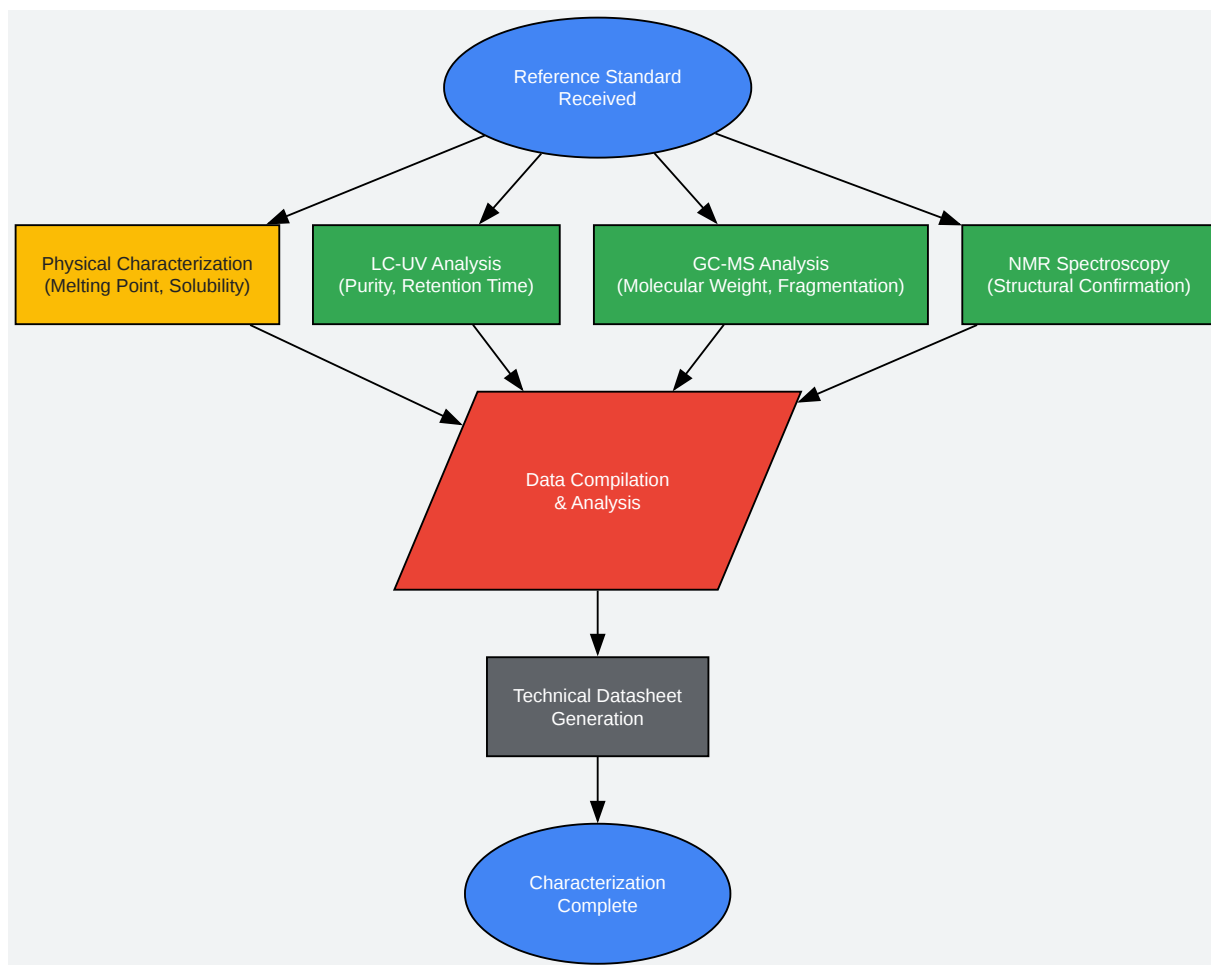 Reference Standard
Received
Physical Characterization
(Melting Point, Solubility)
LC-UV Analysis
(Purity, Retention Time)
GC-MS Analysis
(Molecular Weight, Fragmentation)
NMR Spectroscopy
(Structural Confirmation)
Data Compilation
& Analysis
Technical Datasheet
Generation
Characterization
Complete